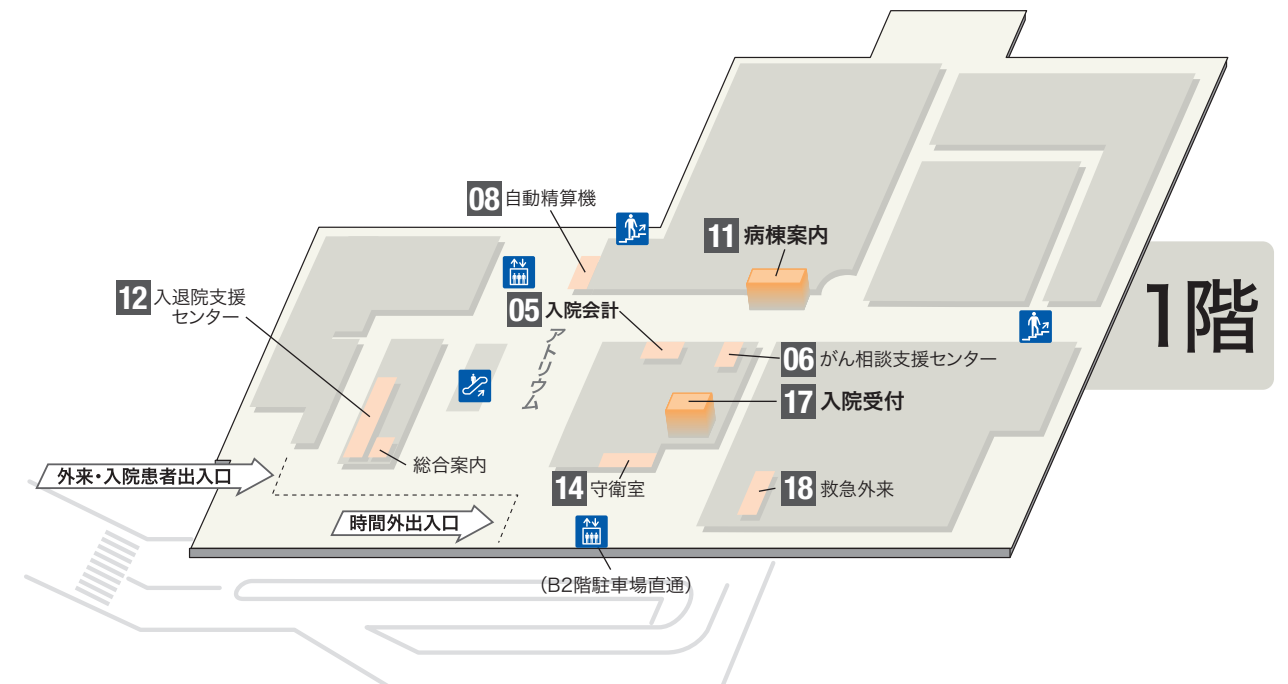 08 自動精算機
11 病棟案内
12 入退院支援
センター
05 入院会計
アトリウム
1階
06 がん相談支援センター
17 入院受付
総合案内
外来・入院患者出入口
14 守衛室
18 救急外来
時間外出入口
(B2階駐車場直通)